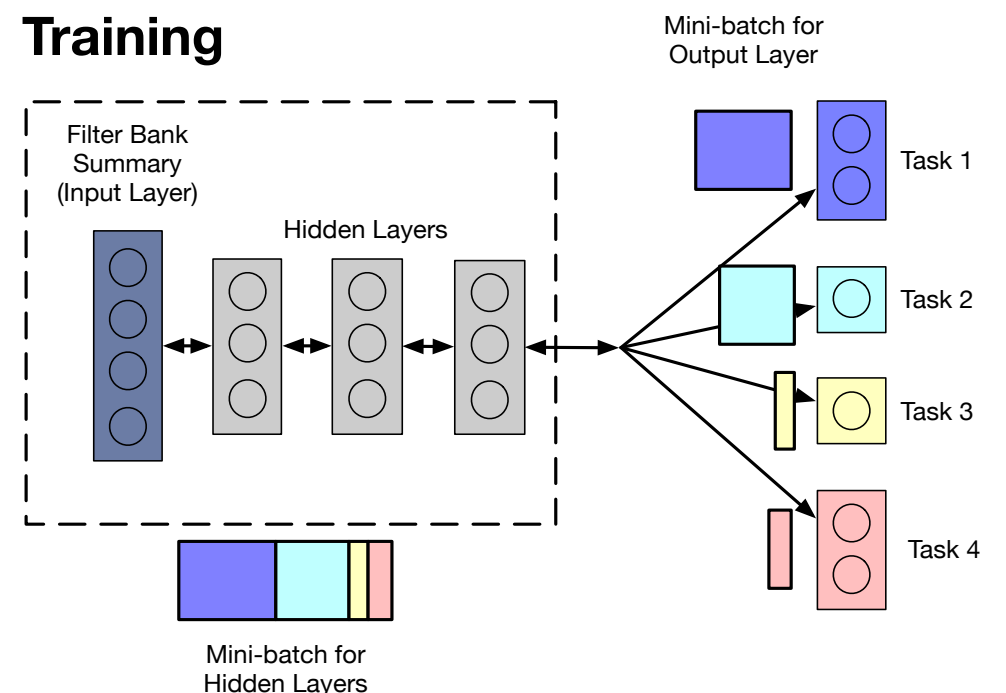 Training
Mini-batch for
Output Layer
Filter Bank
Summary
(Input Layer)
Hidden Layers
Task 1
Task 2
Task 3
Task 4
Mini-batch for
Hidden Layers